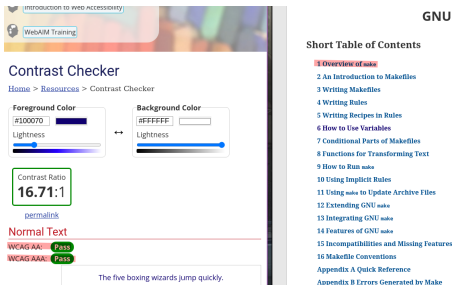 Introduction to Web Accessibility
WebAIM Training
Contrast Checker
Home > Resources > Contrast Checker
Foreground Color
#100070
Lightness
↔
Background Color
#FFFFFF
Lightness
Contrast Ratio
16.71:1
permalink
Normal Text
WCAG AA: Pass
WCAG AAA: Pass
The five boxing wizards jump quickly.
GNU
Short Table of Contents
1 Overview of make
2 An Introduction to Makefiles
3 Writing Makefiles
4 Writing Rules
5 Writing Recipes in Rules
6 How to Use Variables
7 Conditional Parts of Makefiles
8 Functions for Transforming Text
9 How to Run make
10 Using Implicit Rules
11 Using make to Update Archive Files
12 Extending GNU make
13 Integrating GNU make
14 Features of GNU make
15 Incompatibilities and Missing Features
16 Makefile Conventions
Appendix A Quick Reference
Appendix B Errors Generated by Make